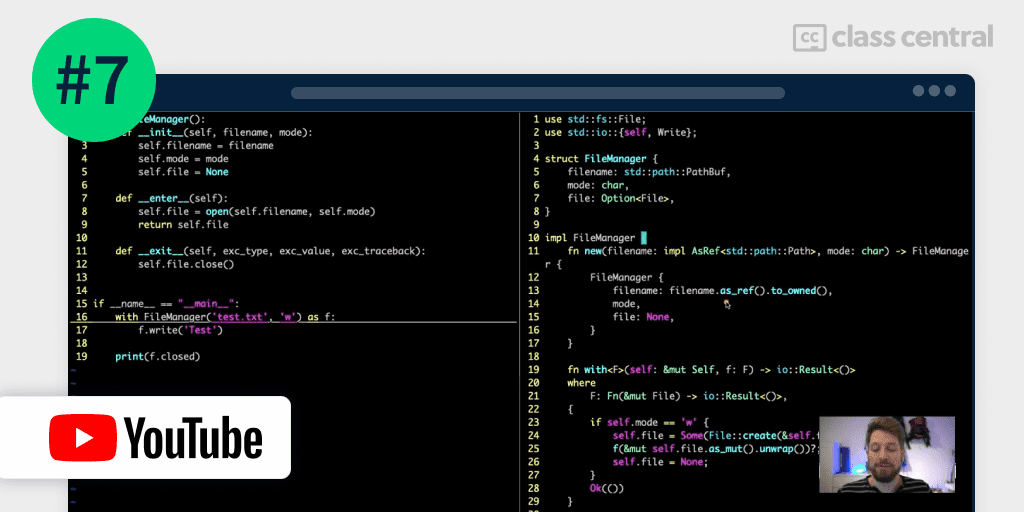 #7
cc class central
leManager():
f __init__(self, filename, mode):
3 self.filename = filename
4 self.mode = mode
5 self.file = None
6
7 def __enter__(self):
8 self.file = open(self.filename, self.mode)
9 return self.file
10
11 def __exit__(self, exc_type, exc_value, exc_traceback):
12 self.file.close()
13
14
15 if __name__ == "__main__":
16 with FileManager('test.txt', 'w') as f:
17 f.write('Test')
18
19 print(f.closed)
~
~
~
~
1 use std::fs::File;
2 use std::io::{self, Write};
3
4 struct FileManager {
5 filename: std::path::PathBuf,
6 mode: char,
7 file: Option<File>,
8 }
9
10 impl FileManager {
11 fn new(filename: impl AsRef<std::path::Path>, mode: char) -> FileManage
r {
12 FileManager {
13 filename: filename.as_ref().to_owned(),
14 mode,
15 file: None,
16 }
17 }
18
19 fn with<F>(self: &mut Self, f: F) -> io::Result<()>
20 where
21 F: Fn(&mut File) -> io::Result<()>,
22 {
23 if self.mode == 'w' {
24 self.file = Some(File::create(&self.f
25 f(&mut self.file.as_mut().unwrap())?;
26 self.file = None;
27 }
28 Ok(())
29 }
YouTube